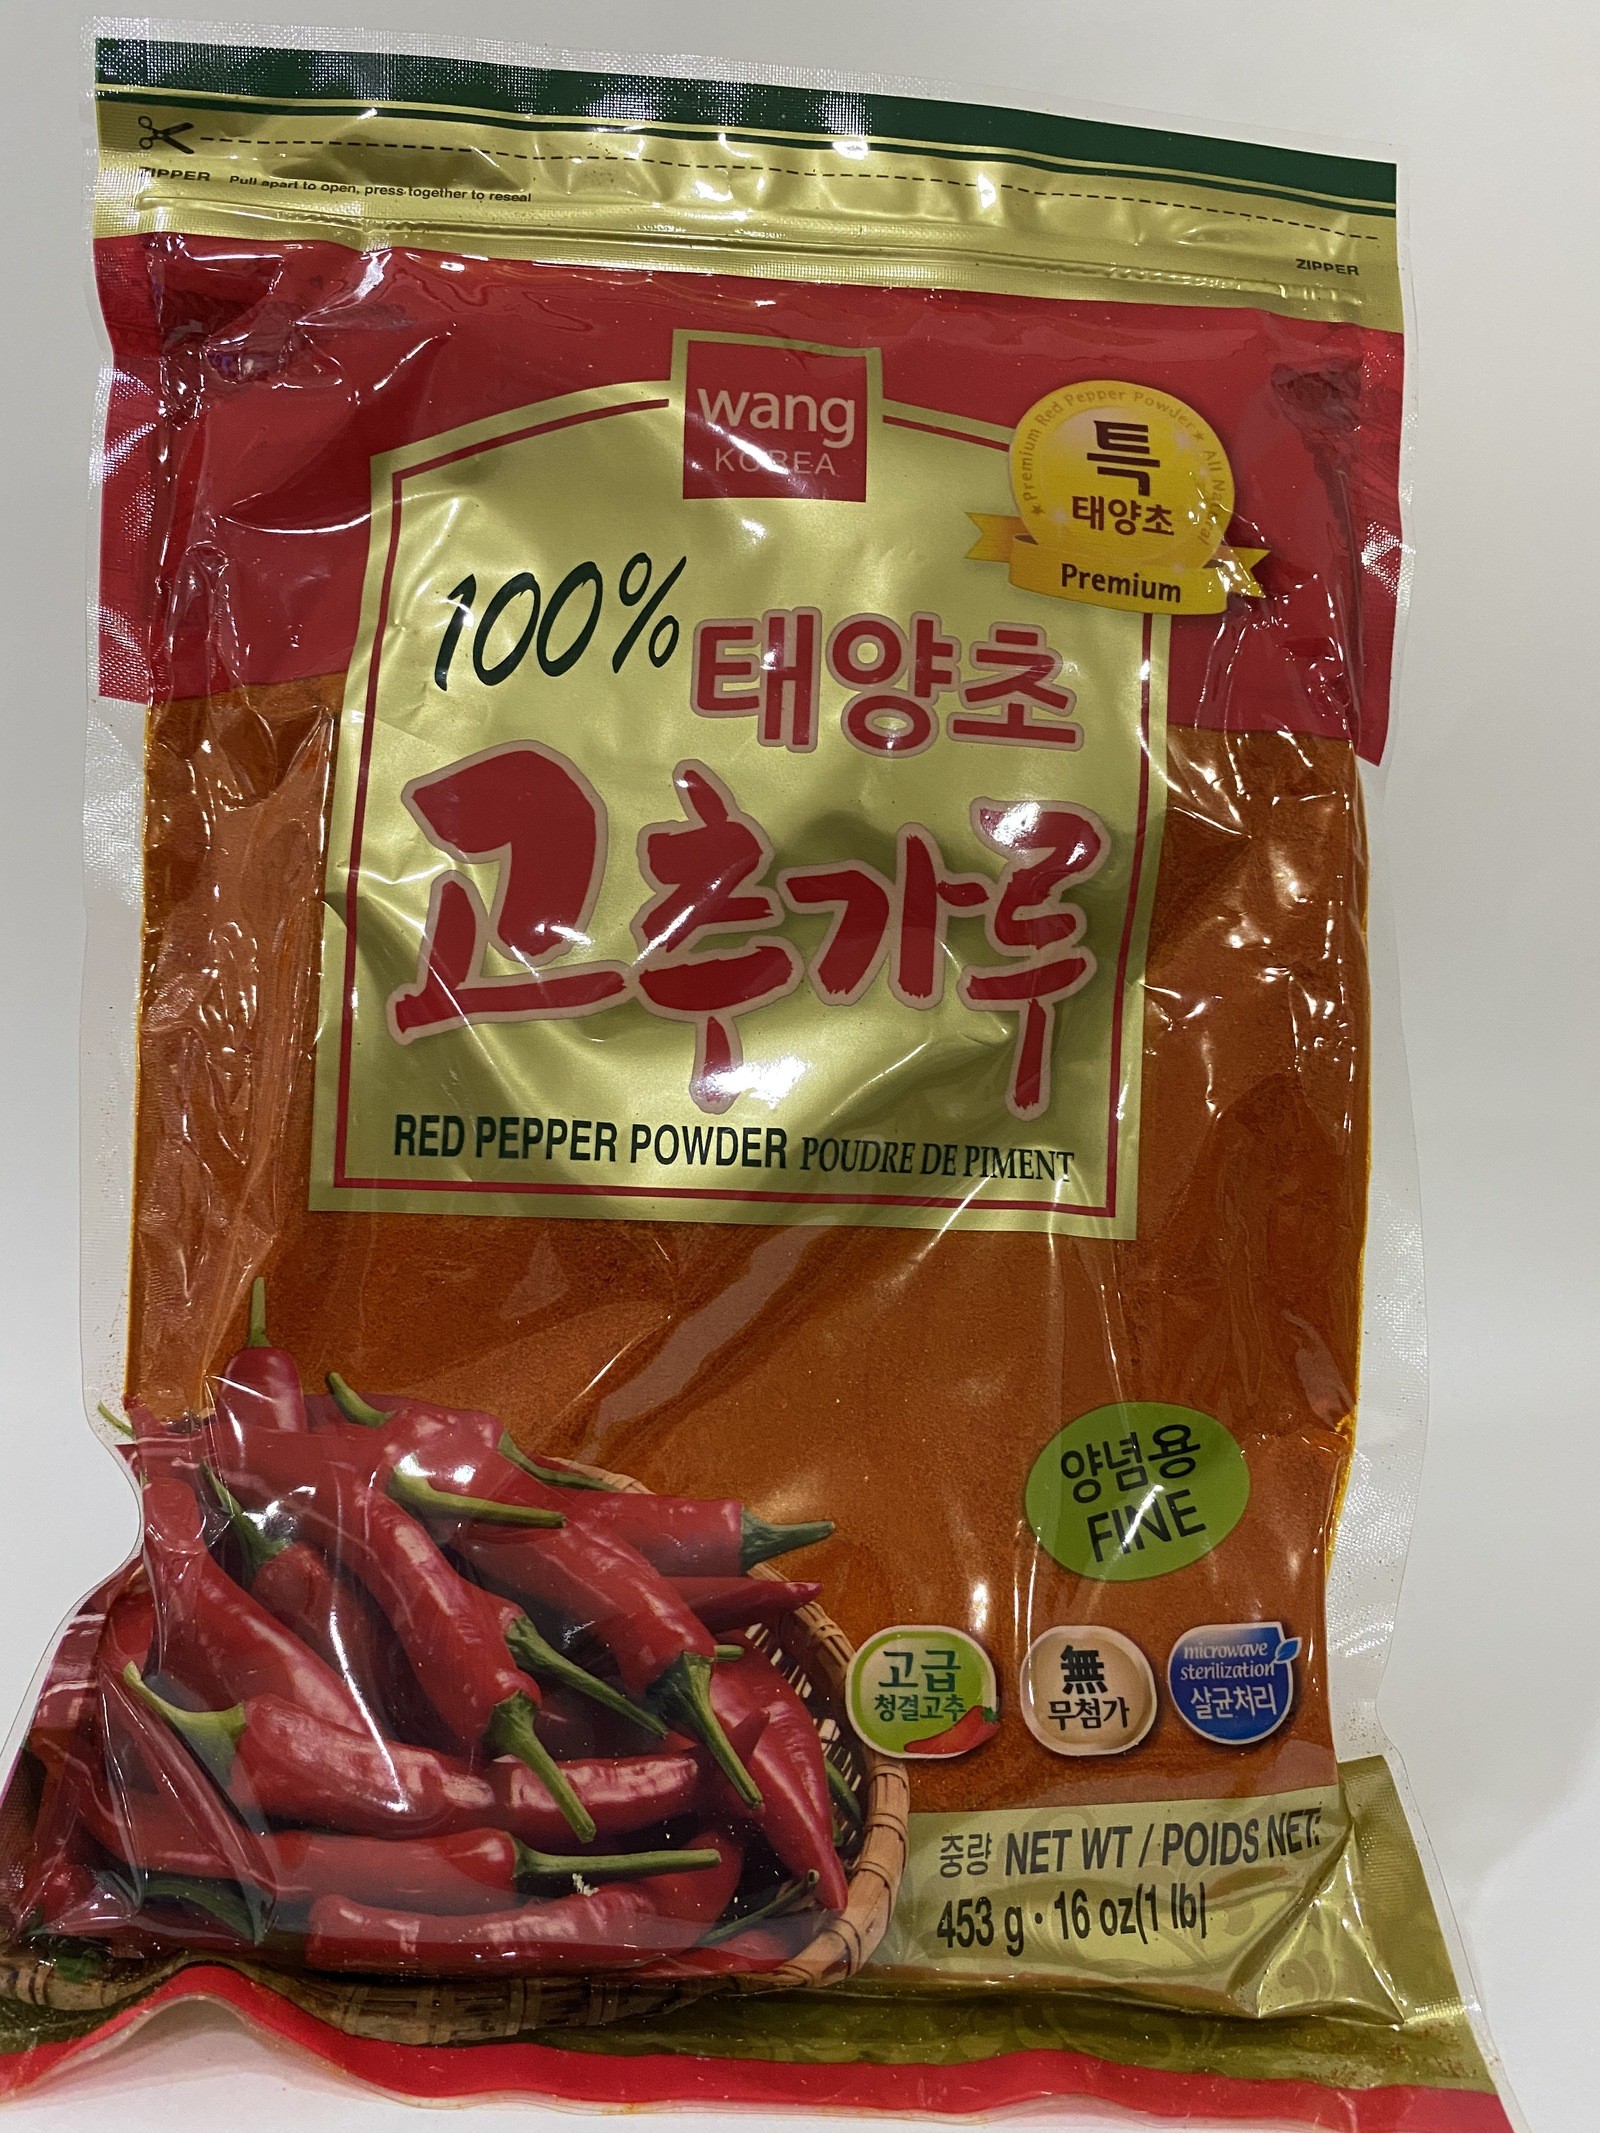 ZIPPER Pull apart to open, press together to reseal
ZIPPER
wang
KOREA
★ Premium Red Pepper Powder ★ All Natural
특
태양초
Premium
100% 태양초
고추가루
RED PEPPER POWDER POUDRE DE PIMENT
양념용
FINE
고급
청결고추
無
무첨가
microwave
sterilization
살균처리
중량 NET WT / POIDS NET:
453 g · 16 oz(1 lb)